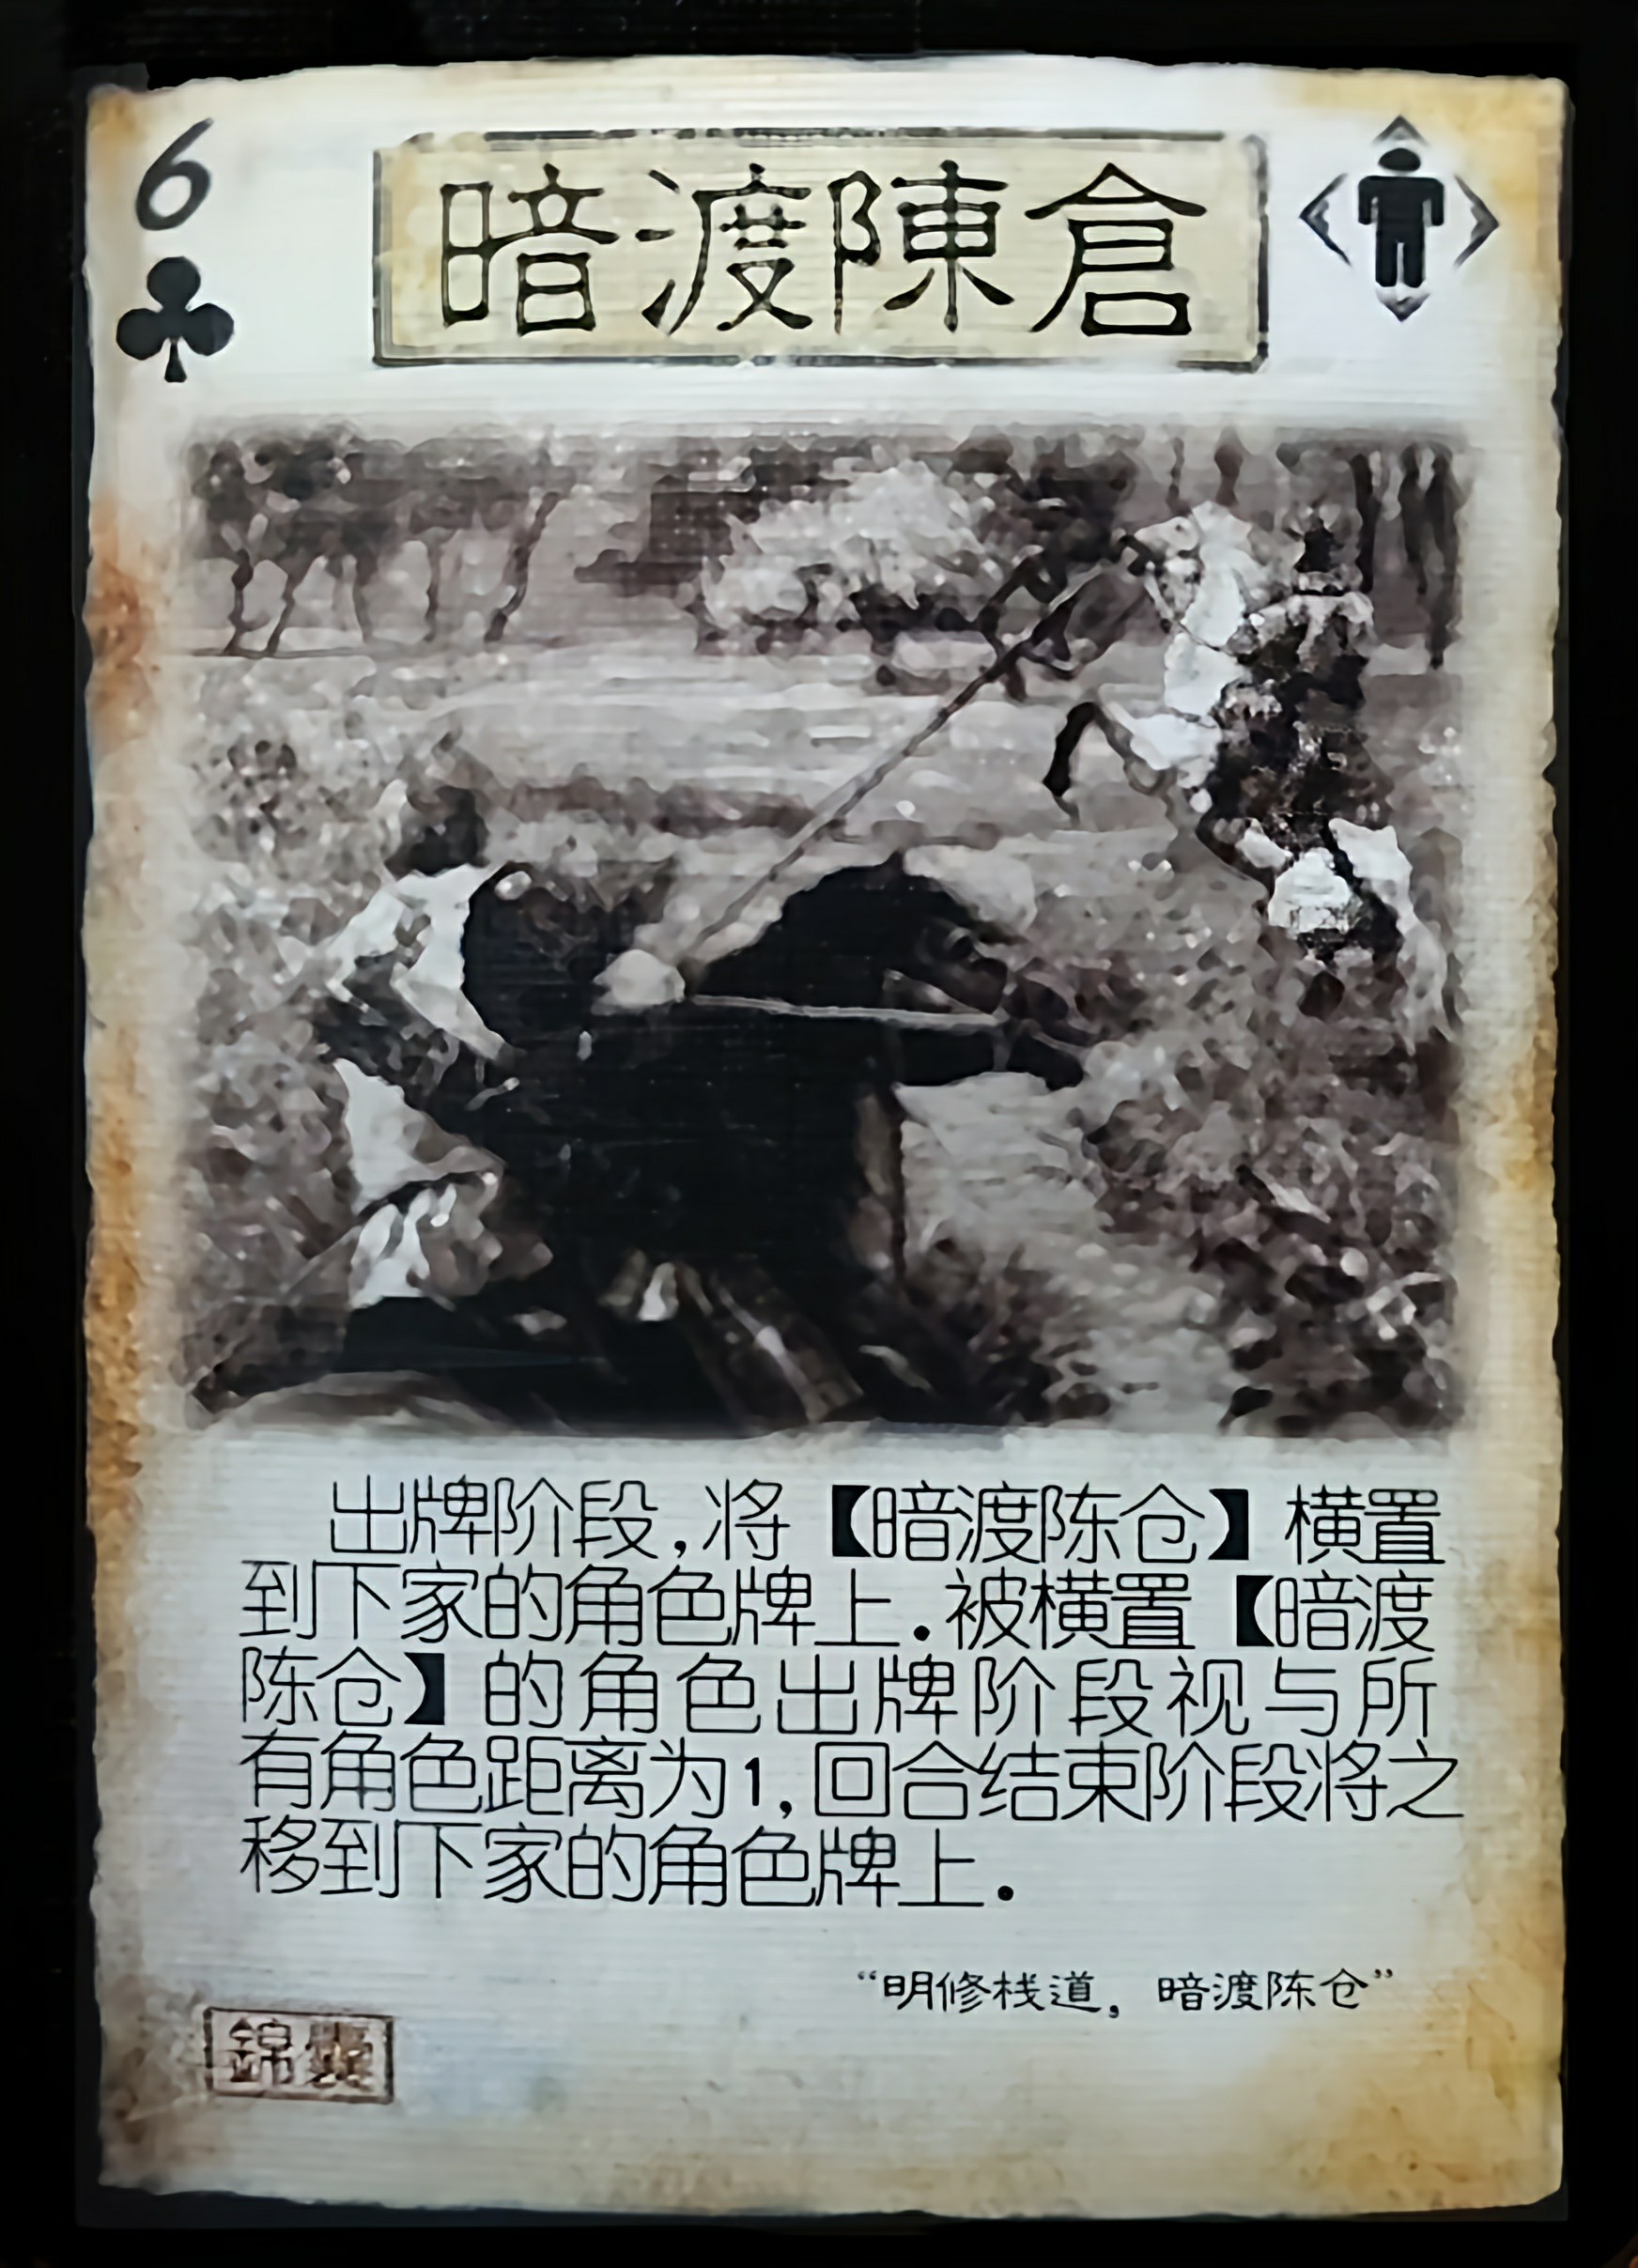 6
暗渡陳倉
出牌阶段,将【暗渡陈仓】横置
到下家的角色牌上.被横置【暗渡
陈仓】的角色出牌阶段视与所
有角色距离为1,回合结束阶段将之
移到下家的角色牌上.
“明修栈道，暗渡陈仓”
錦囊